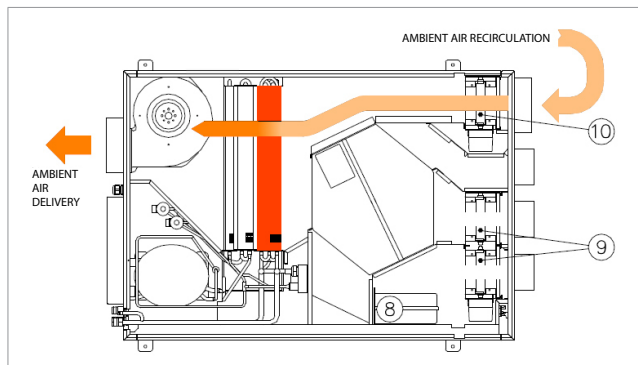 AMBIENT AIR RECIRCULATION
10
AMBIENT
AIR
DELIVERY
9
8